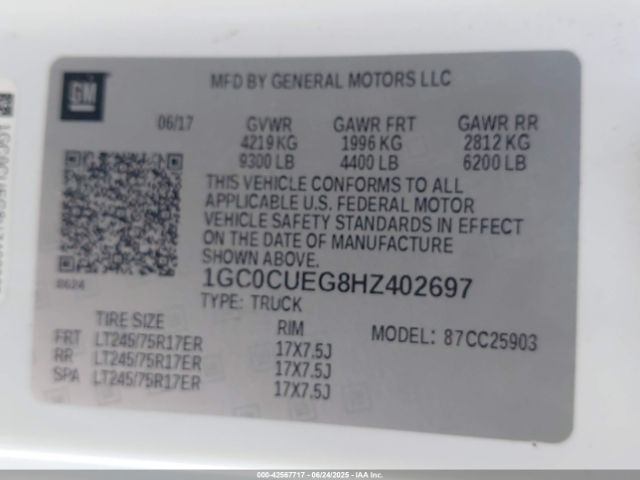 GM
MFD BY GENERAL MOTORS LLC
06/17 GVWR GAWR FRT GAWR RR
4219 KG 1996 KG 2812 KG
9300 LB 4400 LB 6200 LB
THIS VEHICLE CONFORMS TO ALL
APPLICABLE U.S. FEDERAL MOTOR
VEHICLE SAFETY STANDARDS IN EFFECT
ON THE DATE OF MANUFACTURE
SHOWN ABOVE.
8624
1GC0CUEG8HZ402697
TYPE: TRUCK
TIRE SIZE RIM MODEL: 87CC25903
FRT LT245/75R17ER 17X7.5J
RR LT245/75R17ER 17X7.5J
SPA LT245/75R17ER 17X7.5J
000-42567717 - 06/24/2025 - IAA Inc.